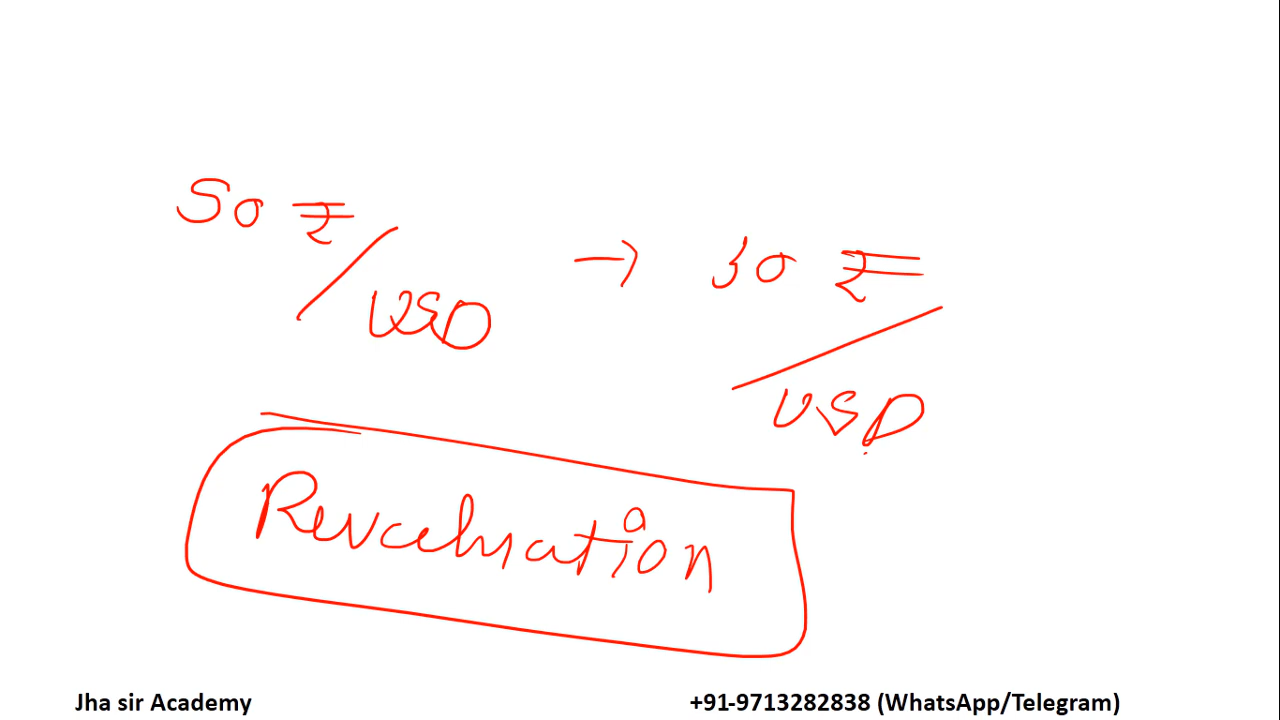 50 ₹/USD → 30 ₹/USD
Revaluation
Jha sir Academy
+91-9713282838 (WhatsApp/Telegram)